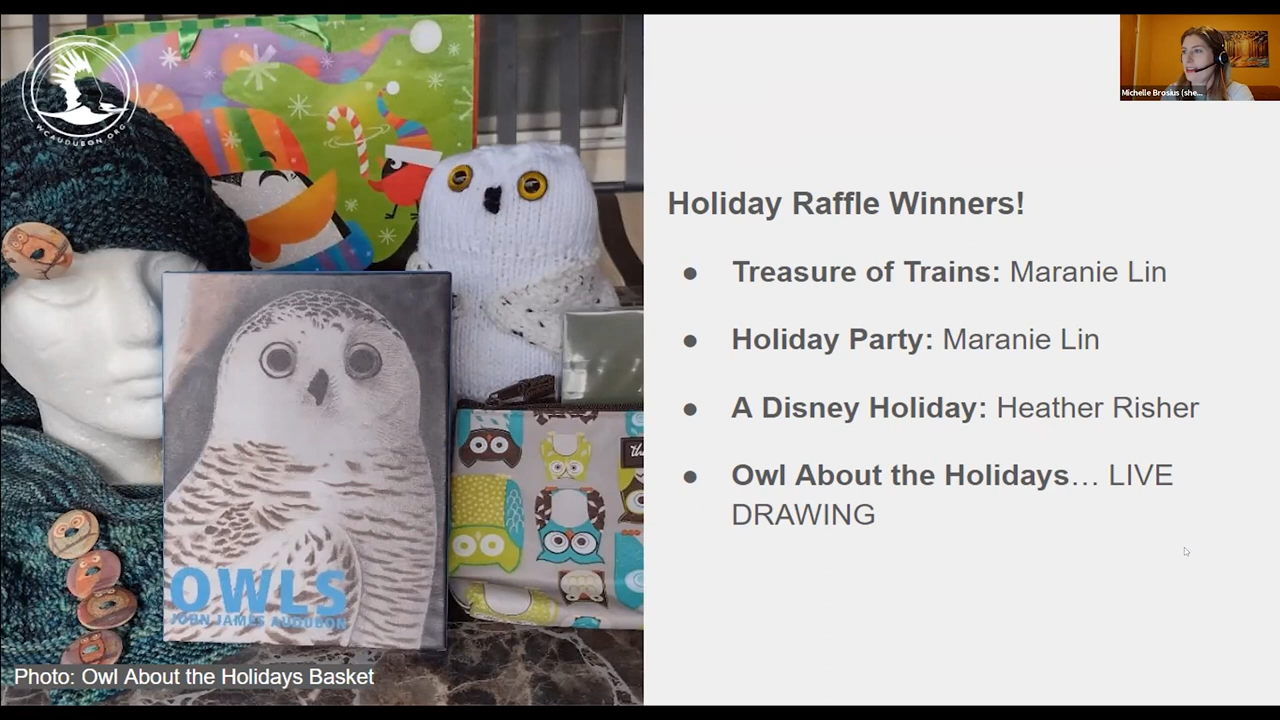 WCAUDUBON.ORG
Michelle Brosius (she...
Holiday Raffle Winners!
● Treasure of Trains: Maranie Lin
● Holiday Party: Maranie Lin
● A Disney Holiday: Heather Risher
● Owl About the Holidays… LIVE
DRAWING
OWLS
JOHN JAMES AUDUBON
Photo: Owl About the Holidays Basket